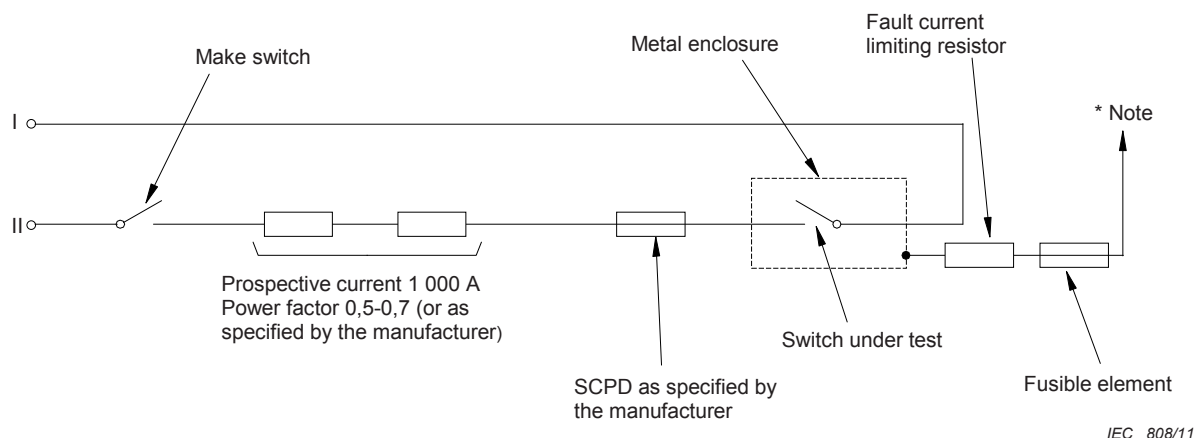 Fault current
limiting resistor
Metal enclosure
Make switch
* Note
I
II
Prospective current 1 000 A
Power factor 0,5-0,7 (or as
specified by the manufacturer)
Switch under test
SCPD as specified by
the manufacturer
Fusible element
IEC 808/11